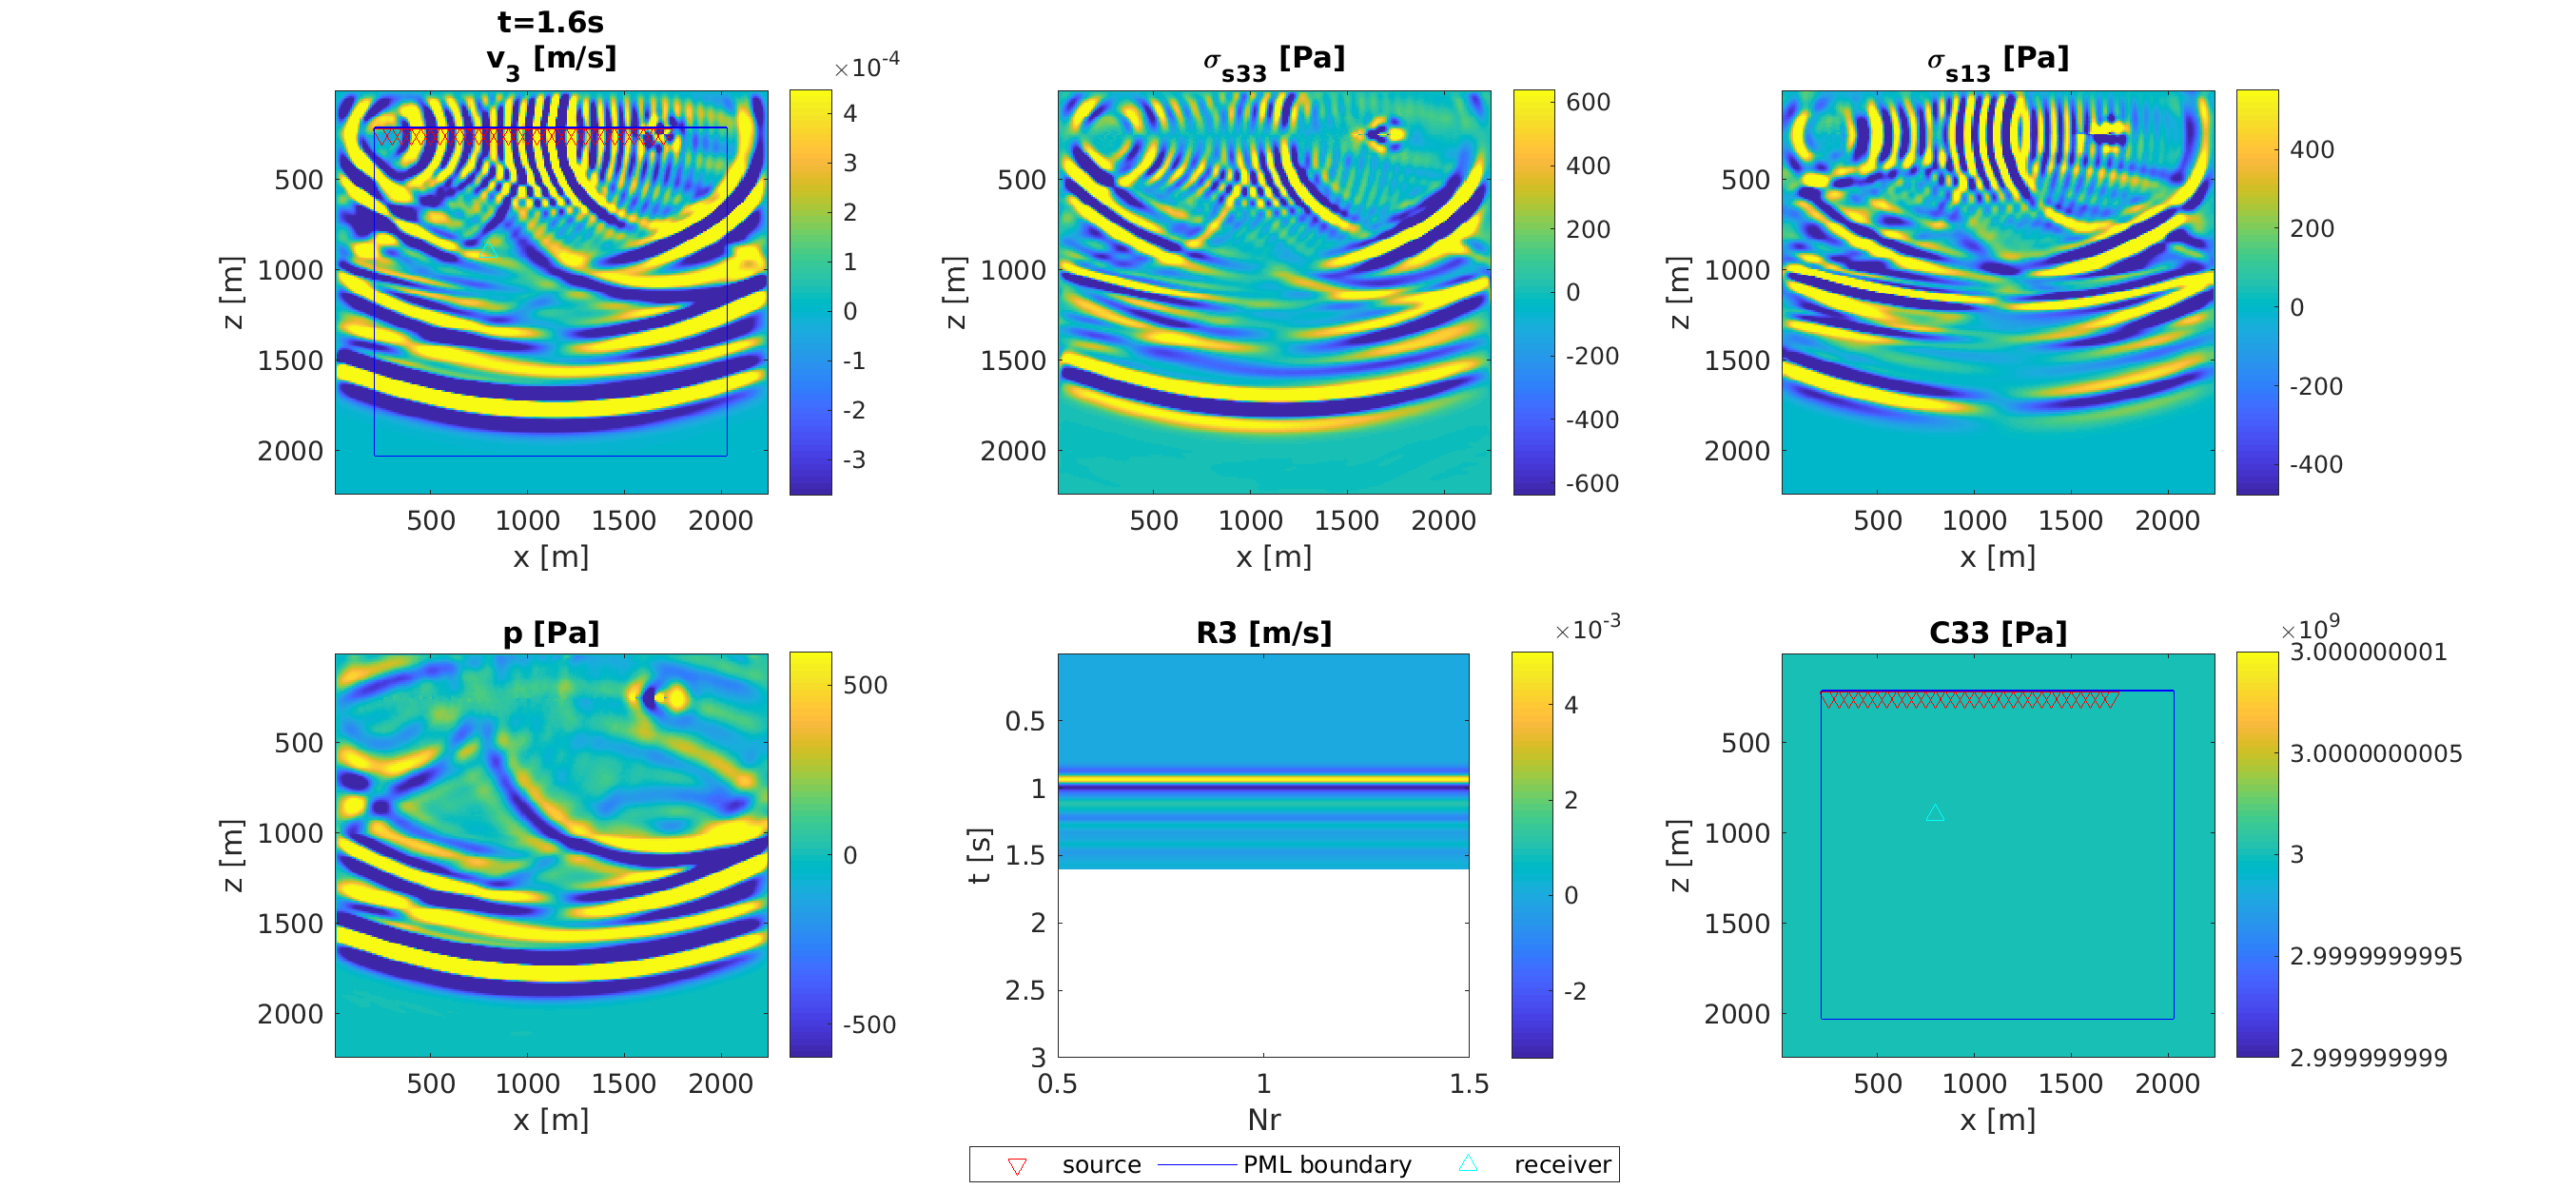 t=1.6s
v3 [m/s]
×10-4
4
3
2
1
0
-1
-2
-3
500
1000
1500
2000
z [m]
500 1000 1500 2000
x [m]
σs33 [Pa]
600
400
200
0
-200
-400
-600
500
1000
1500
2000
z [m]
500 1000 1500 2000
x [m]
σs13 [Pa]
400
200
0
-200
-400
500
1000
1500
2000
z [m]
500 1000 1500 2000
x [m]
p [Pa]
500
0
-500
500
1000
1500
2000
z [m]
500 1000 1500 2000
x [m]
R3 [m/s]
×10-3
4
2
0
-2
0.5
1
1.5
2
2.5
3
t [s]
0.5 1 1.5
Nr
C33 [Pa]
×109
3.000000001
3.0000000005
3
2.9999999995
2.999999999
500
1000
1500
2000
z [m]
500 1000 1500 2000
x [m]
source PML boundary receiver